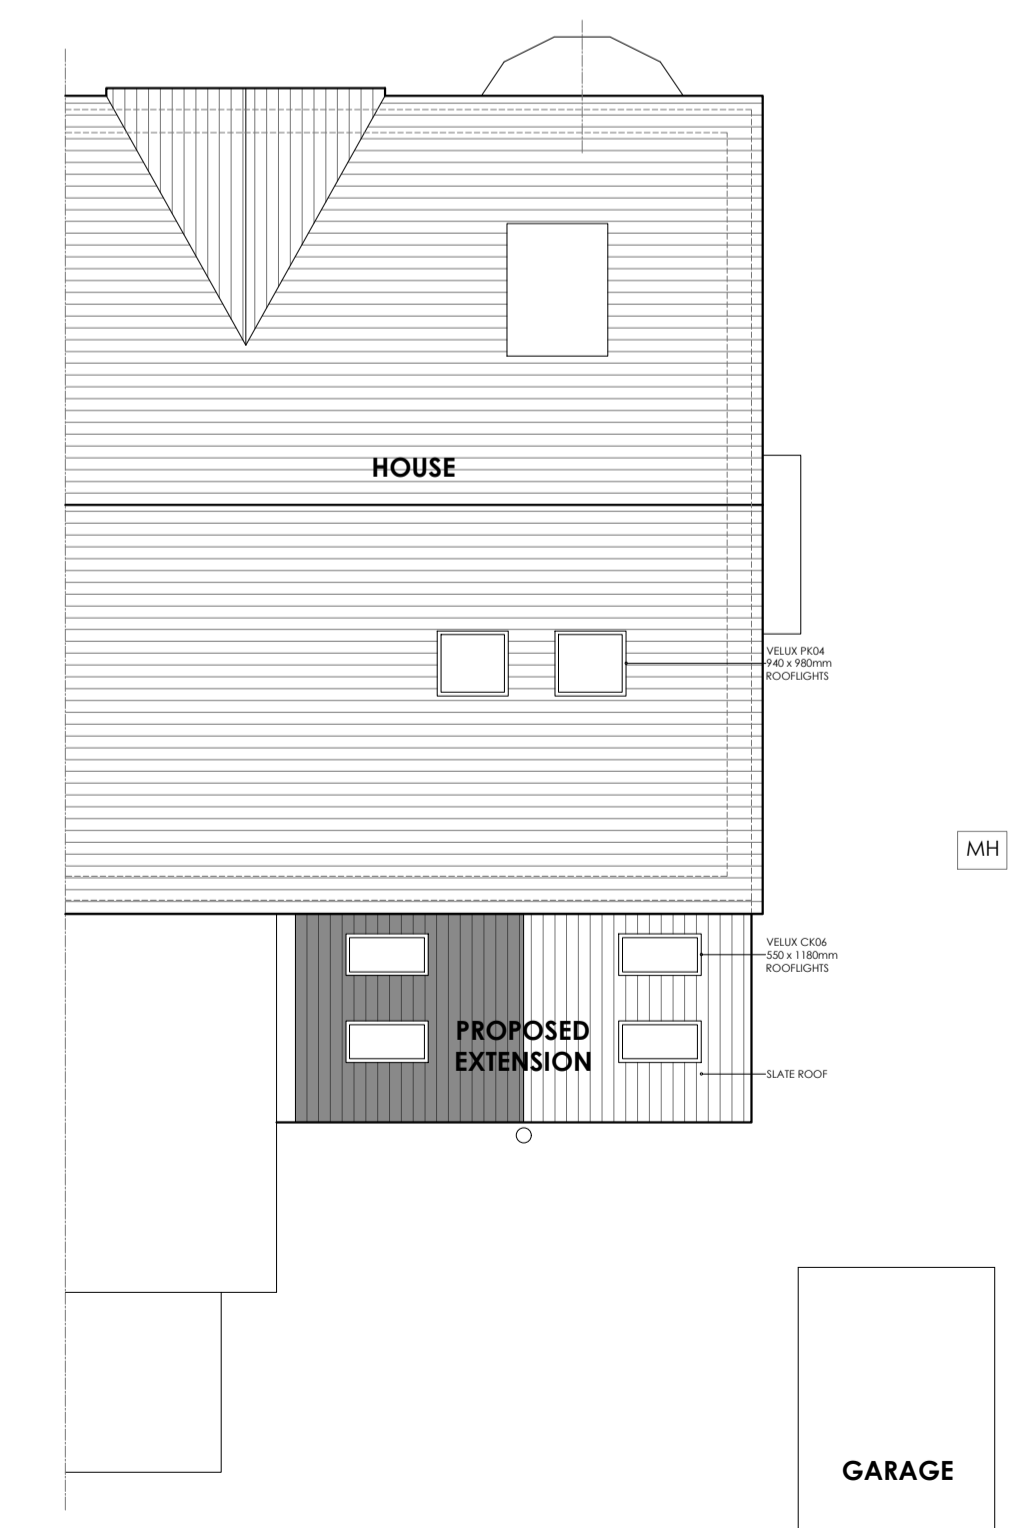 HOUSE
VELUX PK04
940 x 980mm
ROOFLIGHTS
MH
VELUX CK06
550 x 1180mm
ROOFLIGHTS
PROPOSED
EXTENSION
SLATE ROOF
GARAGE